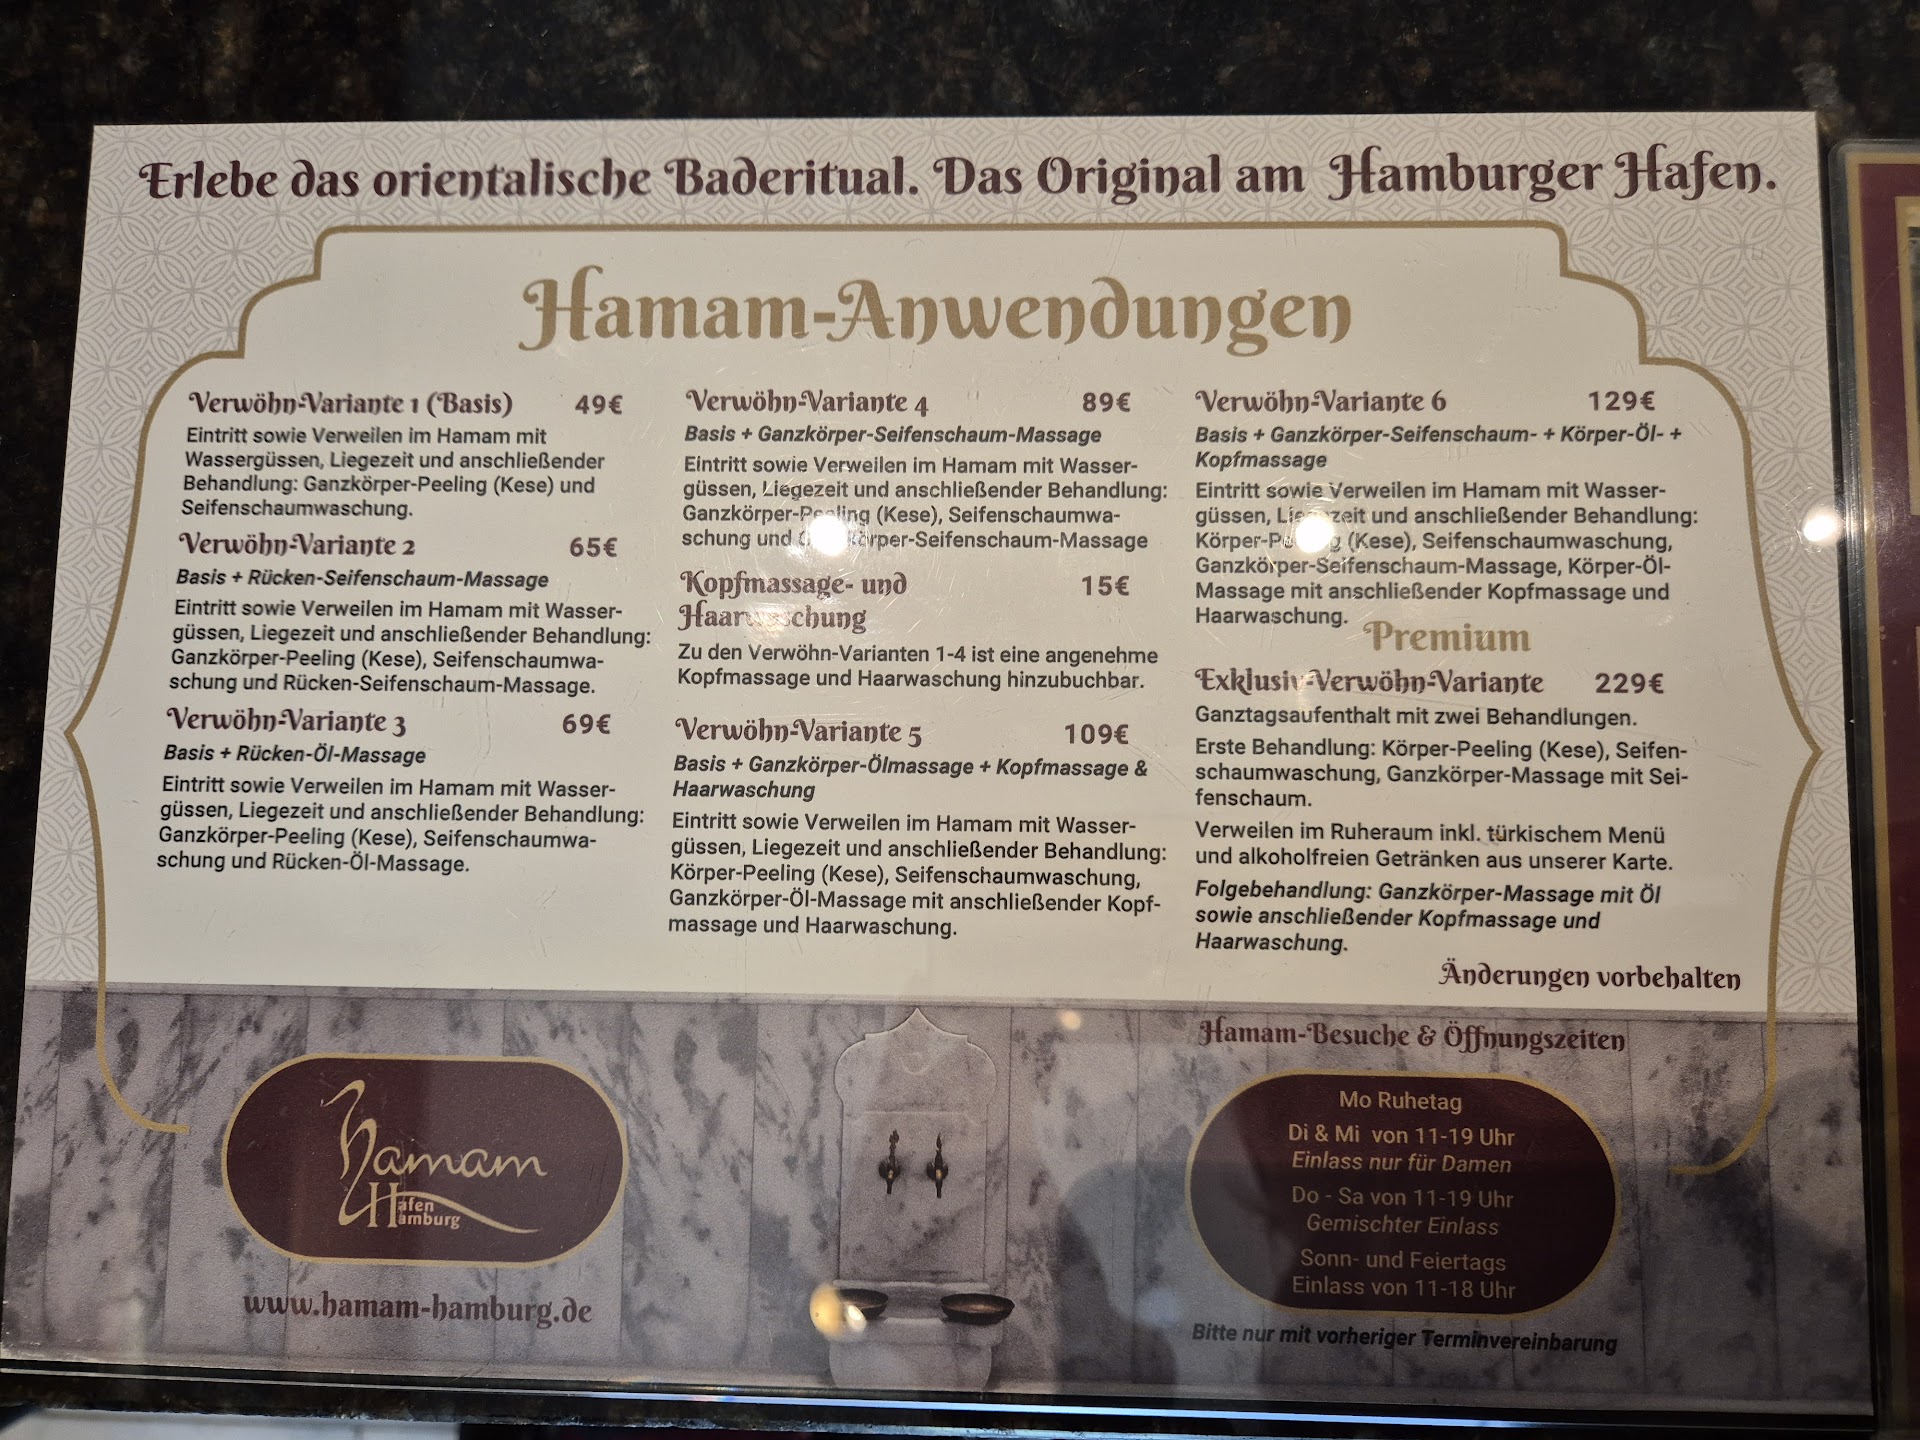 Erlebe das orientalische Baderitual. Das Original am Hamburger Hafen.
Hamam-Anwendungen
Verwöhn-Variante 1 (Basis) 49€
Eintritt sowie Verweilen im Hamam mit
Wassergüssen, Liegezeit und anschließender
Behandlung: Ganzkörper-Peeling (Kese) und
Seifenschaumwaschung.
Verwöhn-Variante 2 65€
Basis + Rücken-Seifenschaum-Massage
Eintritt sowie Verweilen im Hamam mit Wasser-
güssen, Liegezeit und anschließender Behandlung:
Ganzkörper-Peeling (Kese), Seifenschaumwa-
schung und Rücken-Seifenschaum-Massage.
Verwöhn-Variante 3 69€
Basis + Rücken-Öl-Massage
Eintritt sowie Verweilen im Hamam mit Wasser-
güssen, Liegezeit und anschließender Behandlung:
Ganzkörper-Peeling (Kese), Seifenschaumwa-
schung und Rücken-Öl-Massage.
Verwöhn-Variante 4 89€
Basis + Ganzkörper-Seifenschaum-Massage
Eintritt sowie Verweilen im Hamam mit Wasser-
güssen, Liegezeit und anschließender Behandlung:
Ganzkörper-Peeling (Kese), Seifenschaumwa-
schung und Ganzkörper-Seifenschaum-Massage
Kopfmassage- und 15€
Haarwaschung
Zu den Verwöhn-Varianten 1-4 ist eine angenehme
Kopfmassage und Haarwaschung hinzubuchbar.
Verwöhn-Variante 5 109€
Basis + Ganzkörper-Ölmassage + Kopfmassage &
Haarwaschung
Eintritt sowie Verweilen im Hamam mit Wasser-
güssen, Liegezeit und anschließender Behandlung:
Körper-Peeling (Kese), Seifenschaumwaschung,
Ganzkörper-Öl-Massage mit anschließender Kopf-
massage und Haarwaschung.
Verwöhn-Variante 6 129€
Basis + Ganzkörper-Seifenschaum- + Körper-Öl- +
Kopfmassage
Eintritt sowie Verweilen im Hamam mit Wasser-
güssen, Liegezeit und anschließender Behandlung:
Körper-Peeling (Kese), Seifenschaumwaschung,
Ganzkörper-Seifenschaum-Massage, Körper-Öl-
Massage mit anschließender Kopfmassage und
Haarwaschung.
Premium
Exklusiv-Verwöhn-Variante 229€
Ganztagsaufenthalt mit zwei Behandlungen.
Erste Behandlung: Körper-Peeling (Kese), Seifen-
schaumwaschung, Ganzkörper-Massage mit Sei-
fenschaum.
Verweilen im Ruheraum inkl. türkischem Menü
und alkoholfreien Getränken aus unserer Karte.
Folgebehandlung: Ganzkörper-Massage mit Öl
sowie anschließender Kopfmassage und
Haarwaschung.
Änderungen vorbehalten
hamam
Hafen
Hamburg
www.hamam-hamburg.de
Hamam-Besuche & Öffnungszeiten
Mo Ruhetag
Di & Mi von 11-19 Uhr
Einlass nur für Damen
Do - Sa von 11-19 Uhr
Gemischter Einlass
Sonn- und Feiertags
Einlass von 11-18 Uhr
Bitte nur mit vorheriger Terminvereinbarung